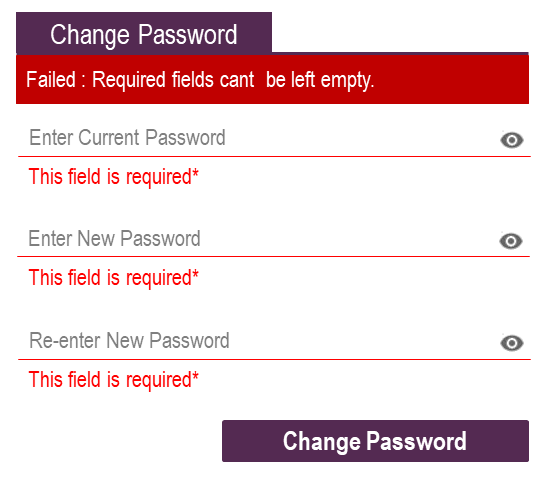 Change Password
Failed : Required fields cant  be left empty.
Enter Current Password
This field is required*
Enter New Password
This field is required*
Re-enter New Password
This field is required*
Change Password